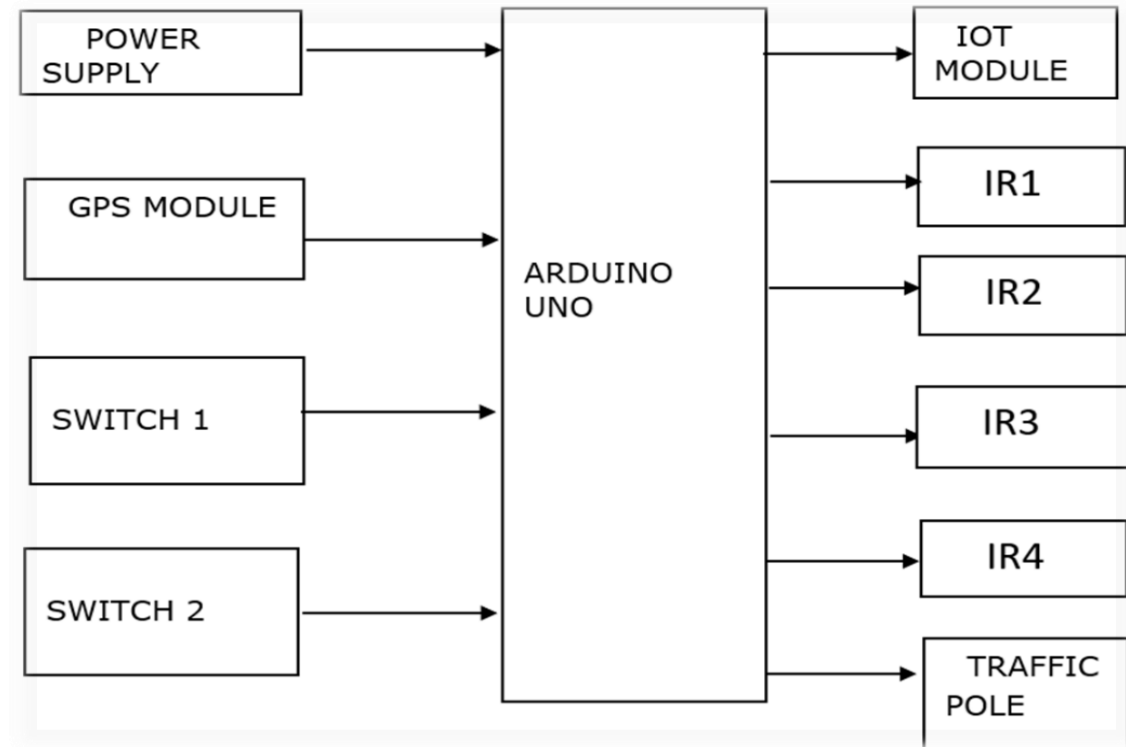 POWER
SUPPLY
GPS MODULE
SWITCH 1
SWITCH 2
ARDUINO
UNO
IOT
MODULE
IR1
IR2
IR3
IR4
TRAFFIC
POLE